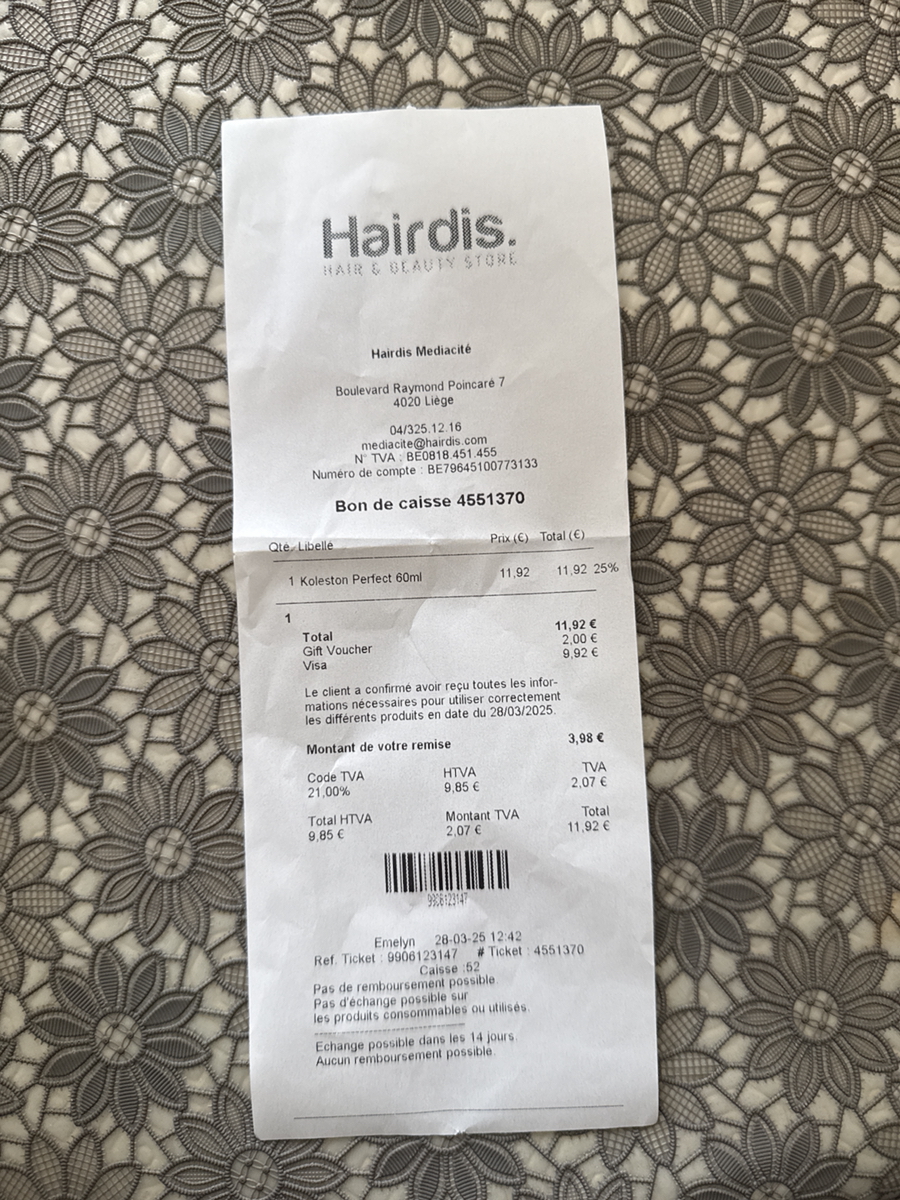 Hairdis.
HAIR & BEAUTY STORE
Hairdis Mediacité
Boulevard Raymond Poincaré 7
4020 Liège
04/325.12.16
mediacite@hairdis.com
N° TVA : BE0818.451.455
Numéro de compte : BE79645100773133
Bon de caisse 4551370
Qté Libellé Prix (€) Total (€)
1 Koleston Perfect 60ml 11,92 11,92 25%
1
Total 11,92 €
Gift Voucher 2,00 €
Visa 9,92 €
Le client a confirmé avoir reçu toutes les infor-
mations nécessaires pour utiliser correctement
les différents produits en date du 28/03/2025.
Montant de votre remise 3,98 €
Code TVA HTVA TVA
21,00% 9,85 € 2,07 €
Total HTVA Montant TVA Total
9,85 € 2,07 € 11,92 €
9906123147
Emelyn 28-03-25 12:42
Ref. Ticket : 9906123147 # Ticket : 4551370
Caisse :52
Pas de remboursement possible
Pas d'échange possible sur
les produits consommables ou utilisés.
Echange possible dans les 14 jours.
Aucun remboursement possible.